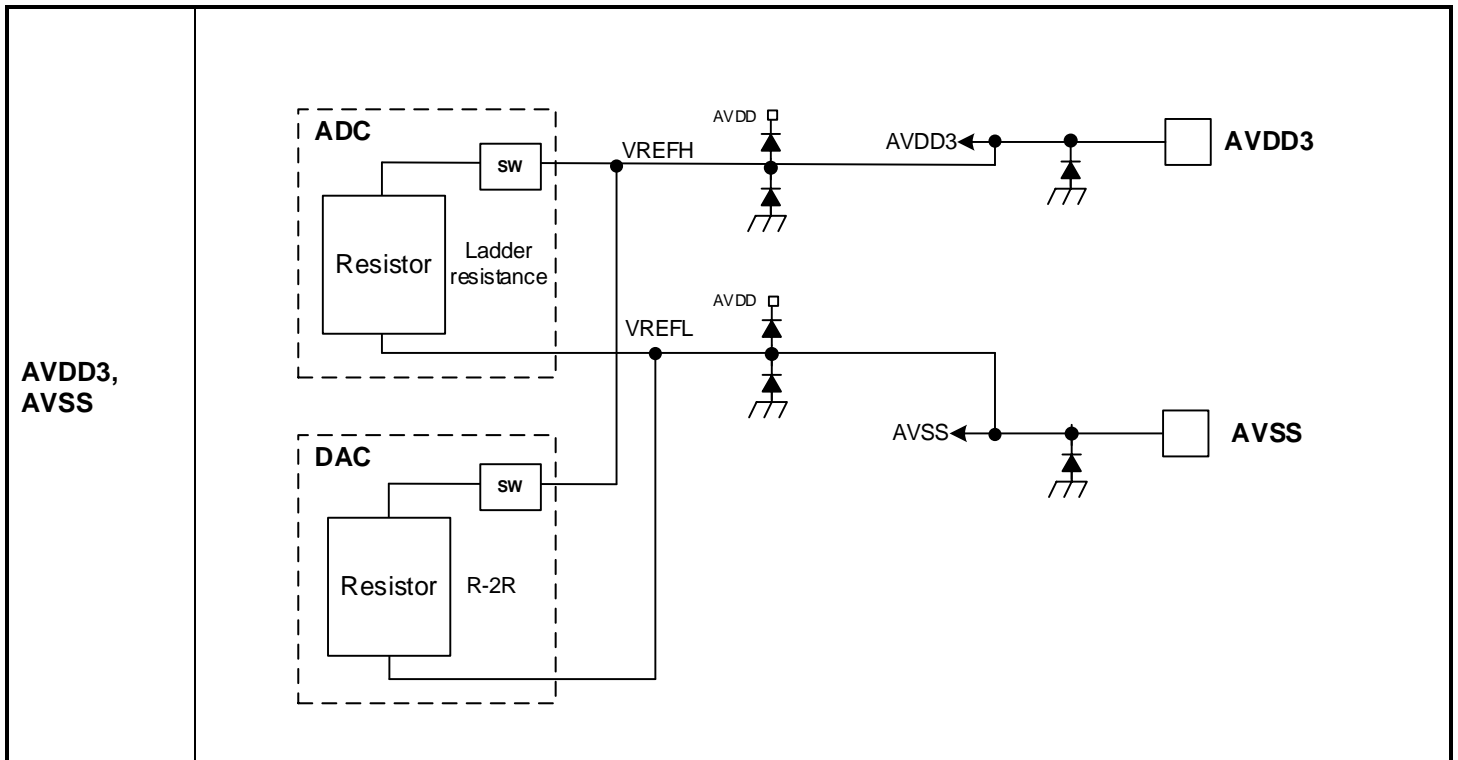 AVDD3,
AVSS
ADC
SW
Resistor
Ladder
resistance
VREFH
AVDD
AVDD3
AVDD3
VREFL
AVDD
AVSS
AVSS
DAC
SW
Resistor
R-2R